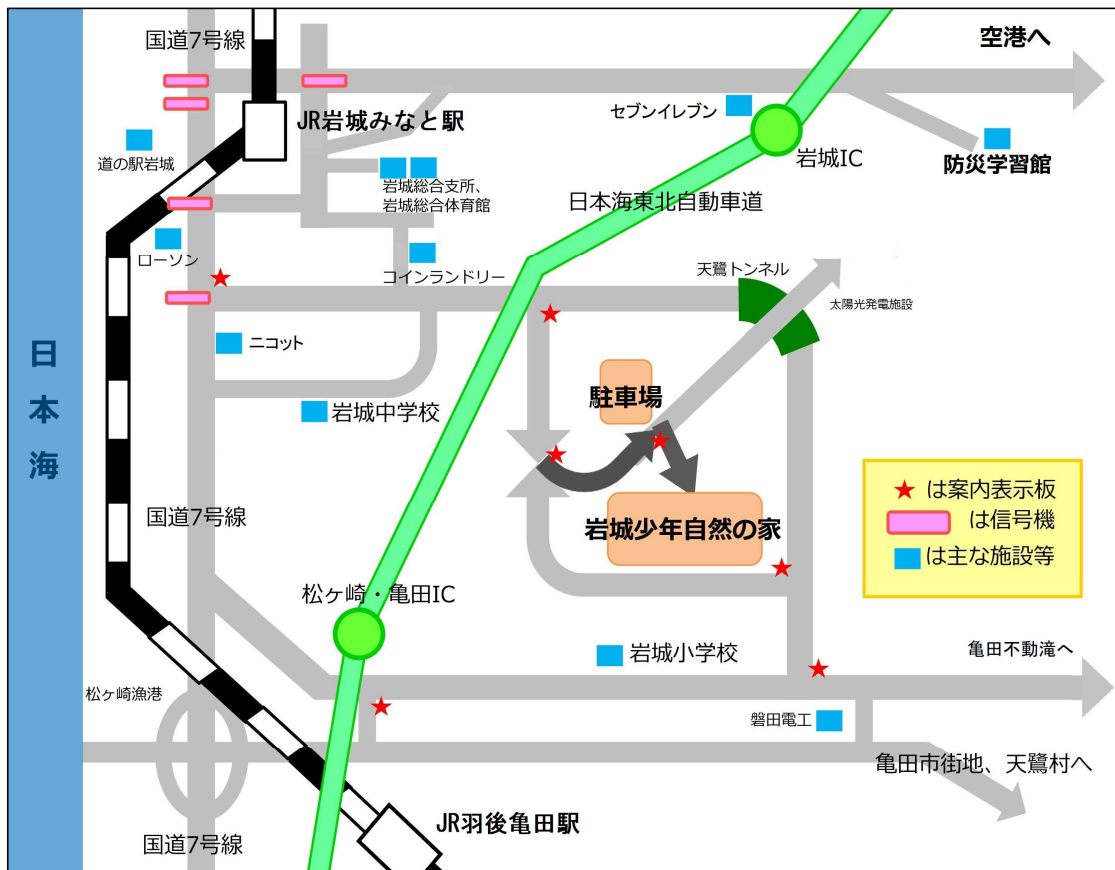 国道7号線
空港へ
セブンイレブン
JR岩城みなと駅
岩城IC
道の駅岩城
防災学習館
岩城総合支所、
岩城総合体育館
日本海東北自動車道
ローソン
コインランドリー
天鷺トンネル
太陽光発電施設
ニコット
日本海
駐車場
岩城中学校
★は案内表示板
は信号機
は主な施設等
国道7号線
岩城少年自然の家
松ヶ崎・亀田IC
岩城小学校
亀田不動滝へ
松ヶ崎漁港
磐田電工
亀田市街地、天鷺村へ
JR羽後亀田駅
国道7号線